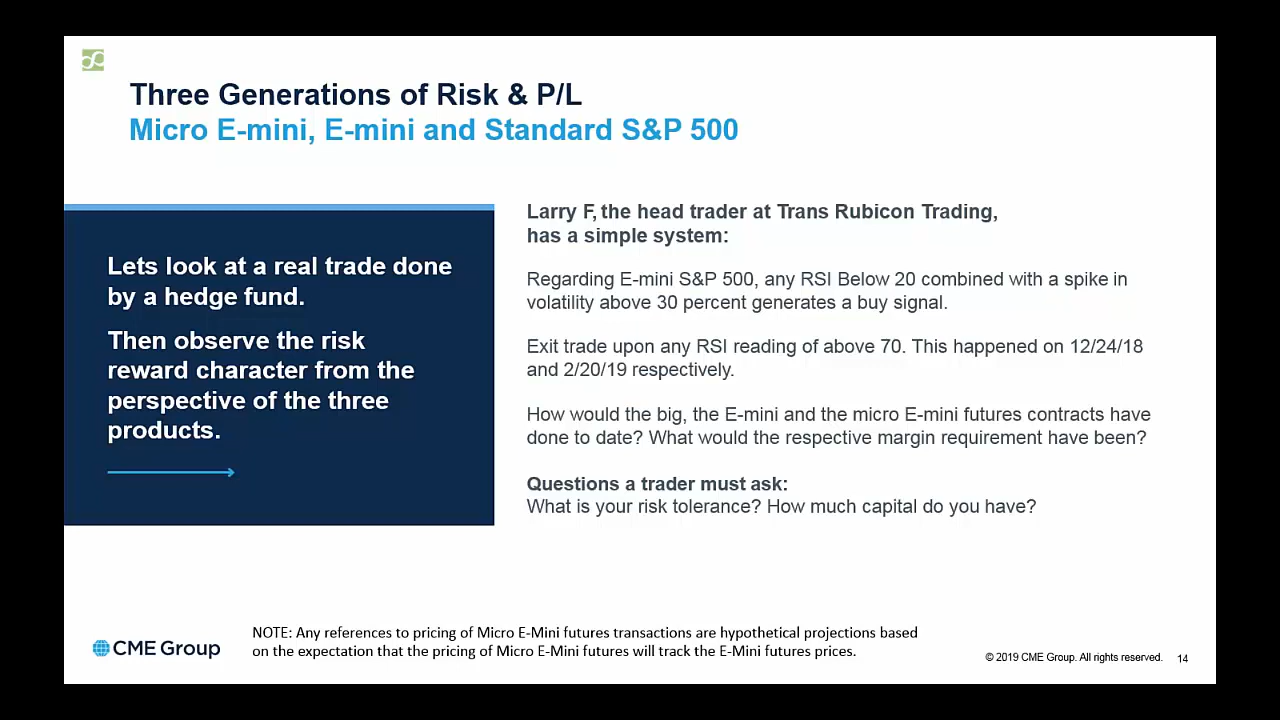 Three Generations of Risk & P/L
Micro E-mini, E-mini and Standard S&P 500
Lets look at a real trade done
by a hedge fund.
Then observe the risk
reward character from the
perspective of the three
products.
Larry F, the head trader at Trans Rubicon Trading,
has a simple system:
Regarding E-mini S&P 500, any RSI Below 20 combined with a spike in
volatility above 30 percent generates a buy signal.
Exit trade upon any RSI reading of above 70. This happened on 12/24/18
and 2/20/19 respectively.
How would the big, the E-mini and the micro E-mini futures contracts have
done to date? What would the respective margin requirement have been?
Questions a trader must ask:
What is your risk tolerance? How much capital do you have?
CME Group
NOTE: Any references to pricing of Micro E-Mini futures transactions are hypothetical projections based
on the expectation that the pricing of Micro E-Mini futures will track the E-Mini futures prices.
© 2019 CME Group. All rights reserved. 14